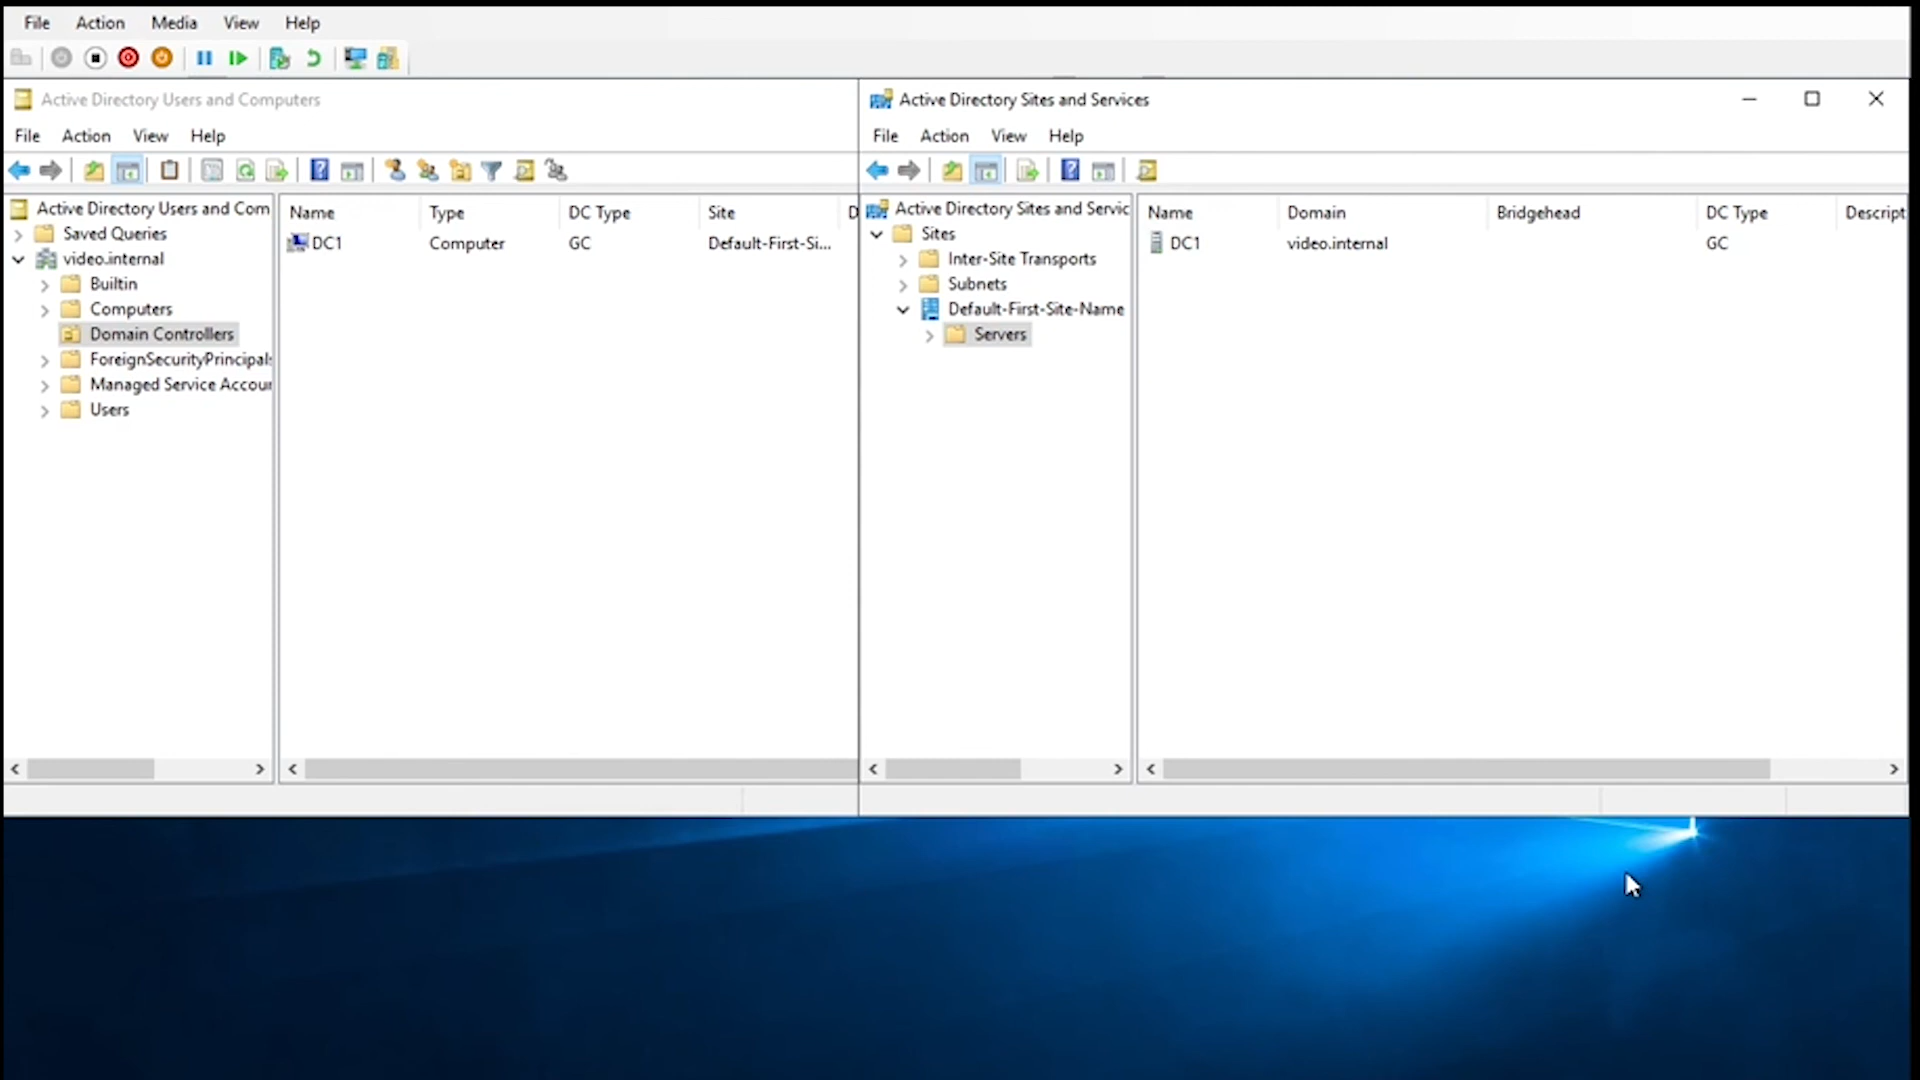 File Action Media View Help
Active Directory Users and Computers
File Action View Help
Active Directory Users and Com
Saved Queries
video.internal
Builtin
Computers
Domain Controllers
ForeignSecurityPrincipals
Managed Service Accour
Users
Name Type DC Type Site D
DC1 Computer GC Default-First-Si...
Active Directory Sites and Services
File Action View Help
Active Directory Sites and Servic
Sites
Inter-Site Transports
Subnets
Default-First-Site-Name
Servers
Name Domain Bridgehead DC Type Descript
DC1 video.internal GC